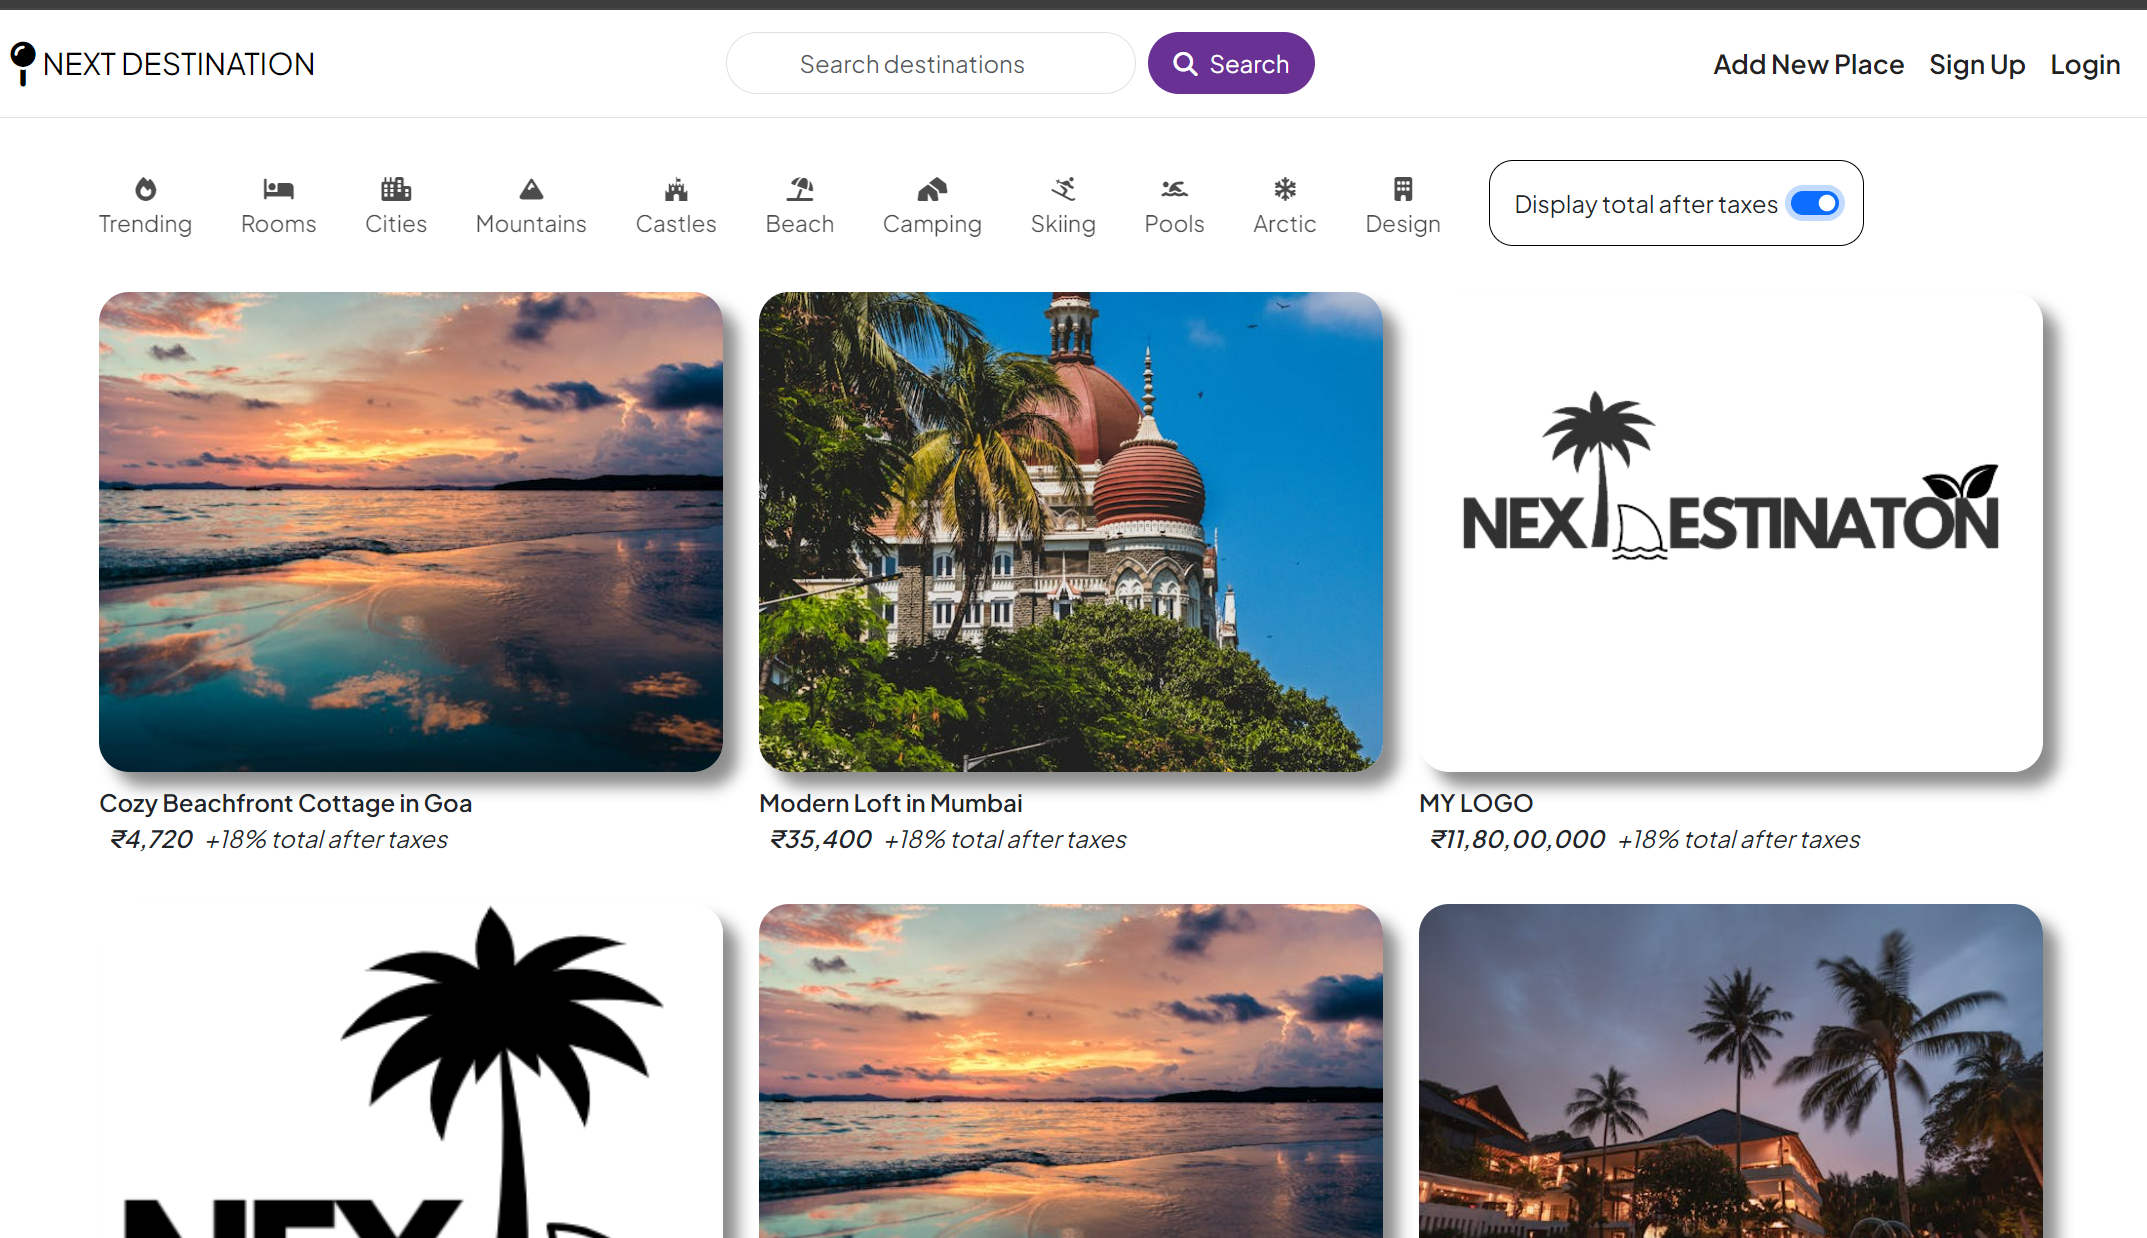 NEXT DESTINATION
Search destinations
Search
Add New Place
Sign Up
Login
Trending
Rooms
Cities
Mountains
Castles
Beach
Camping
Skiing
Pools
Arctic
Design
Display total after taxes
NEXTDESTINATON
Cozy Beachfront Cottage in Goa
₹4,720 +18% total after taxes
Modern Loft in Mumbai
₹35,400 +18% total after taxes
MY LOGO
₹11,80,00,000 +18% total after taxes
NEX